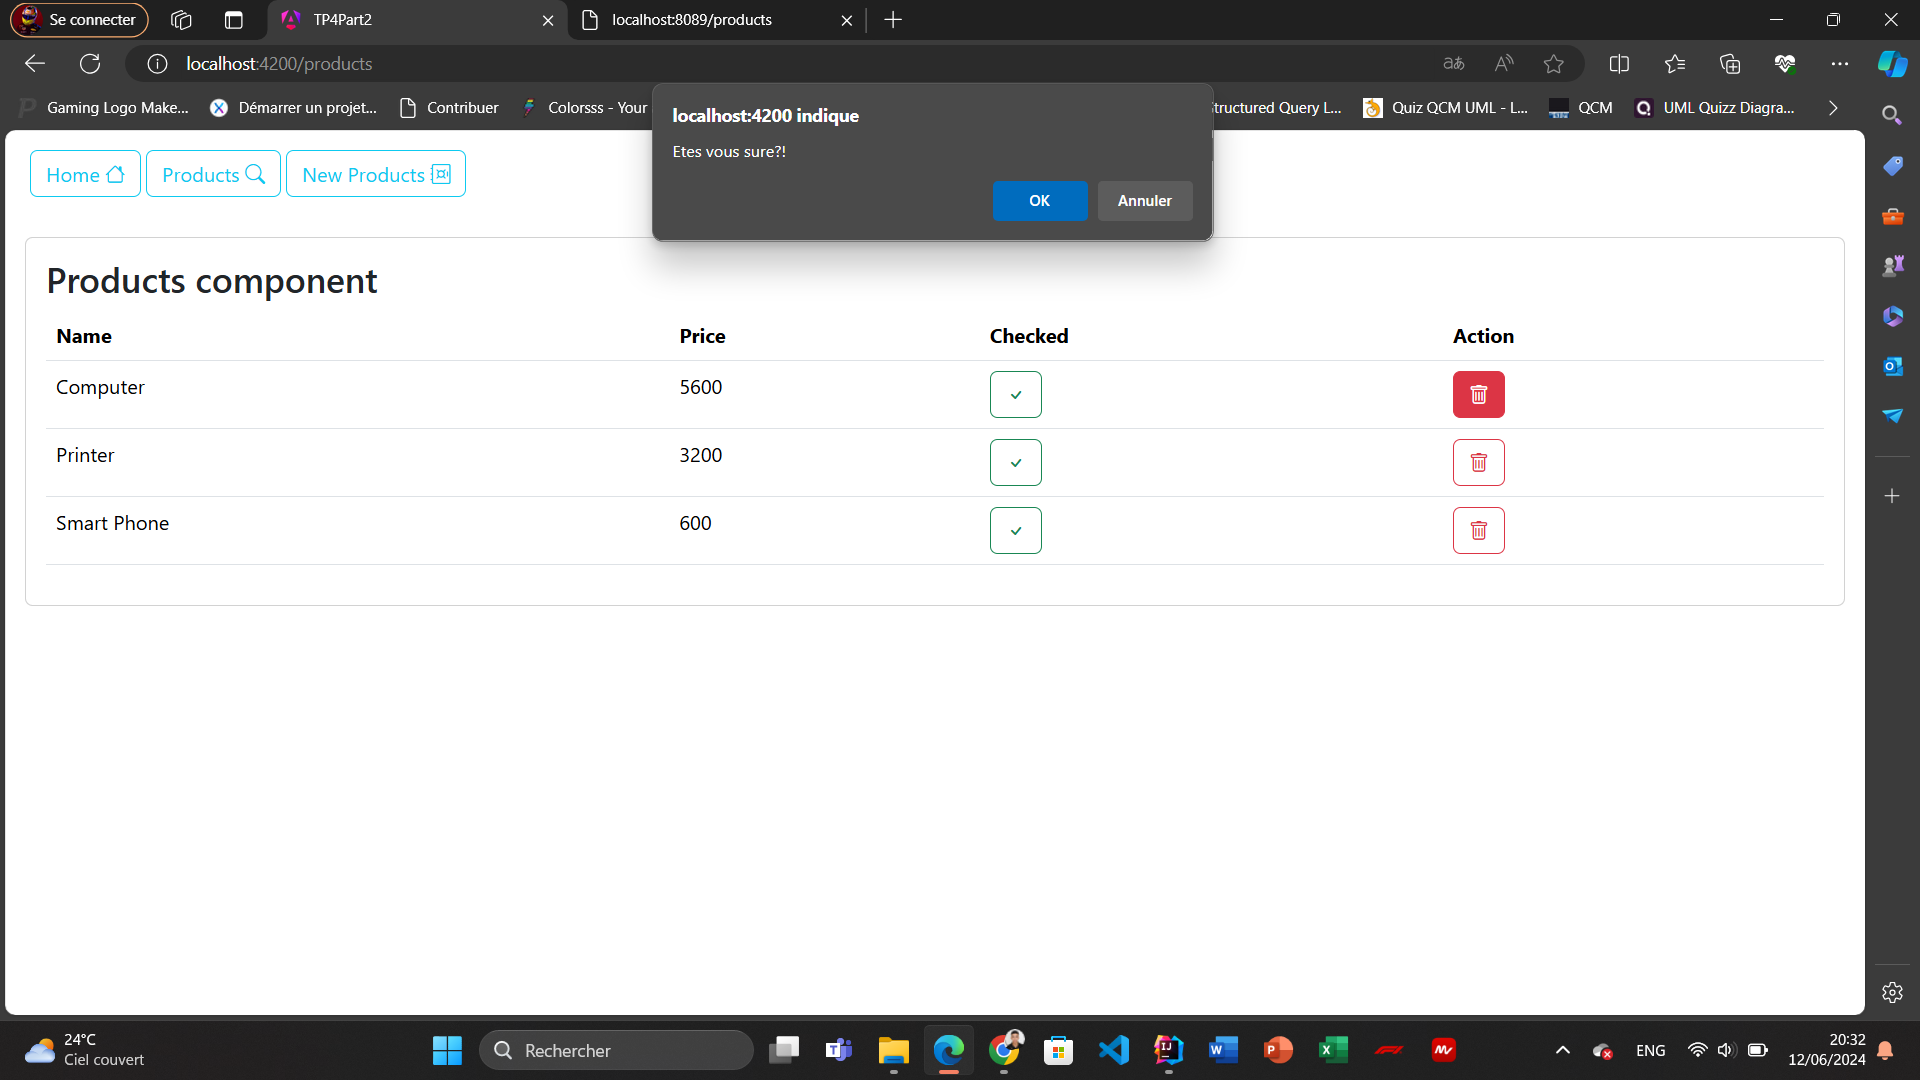 Se connecter
TP4Part2
localhost:8089/products
localhost:4200/products
Gaming Logo Make...
Démarrer un projet...
Contribuer
Colorsss - Your
Structured Query L...
Quiz QCM UML - L...
QCM
UML Quizz Diagra...
localhost:4200 indique
Etes vous sure?!
OK
Annuler
Home
Products
New Products
Products component
Name Price Checked Action
Computer 5600
Printer 3200
Smart Phone 600
24°C
Ciel couvert
Rechercher
ENG
20:32
12/06/2024